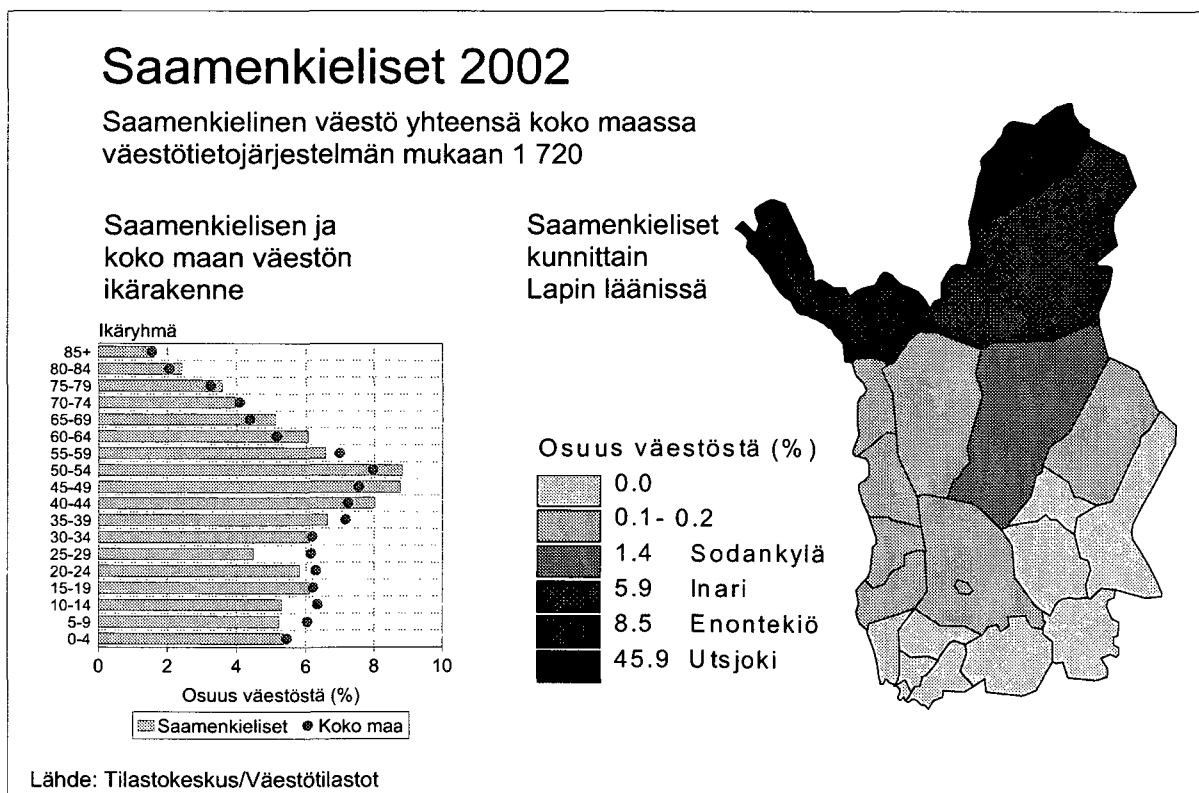 Saamenkieliset 2002
Saamenkielinen väestö yhteensä koko maassa
väestötietojärjestelmän mukaan 1 720
Saamenkielisen ja
koko maan väestön
ikärakenne
Ikäryhmä
85+
80-84
75-79
70-74
65-69
60-64
55-59
50-54
45-49
40-44
35-39
30-34
25-29
20-24
15-19
10-14
5-9
0-4
0 2 4 6 8 10
Osuus väestöstä (%)
Saamenkieliset Koko maa
Saamenkieliset
kunnittain
Lapin läänissä
Osuus väestöstä (%)
0.0
0.1- 0.2
1.4 Sodankylä
5.9 Inari
8.5 Enontekiö
45.9 Utsjoki
Lähde: Tilastokeskus/Väestötilastot